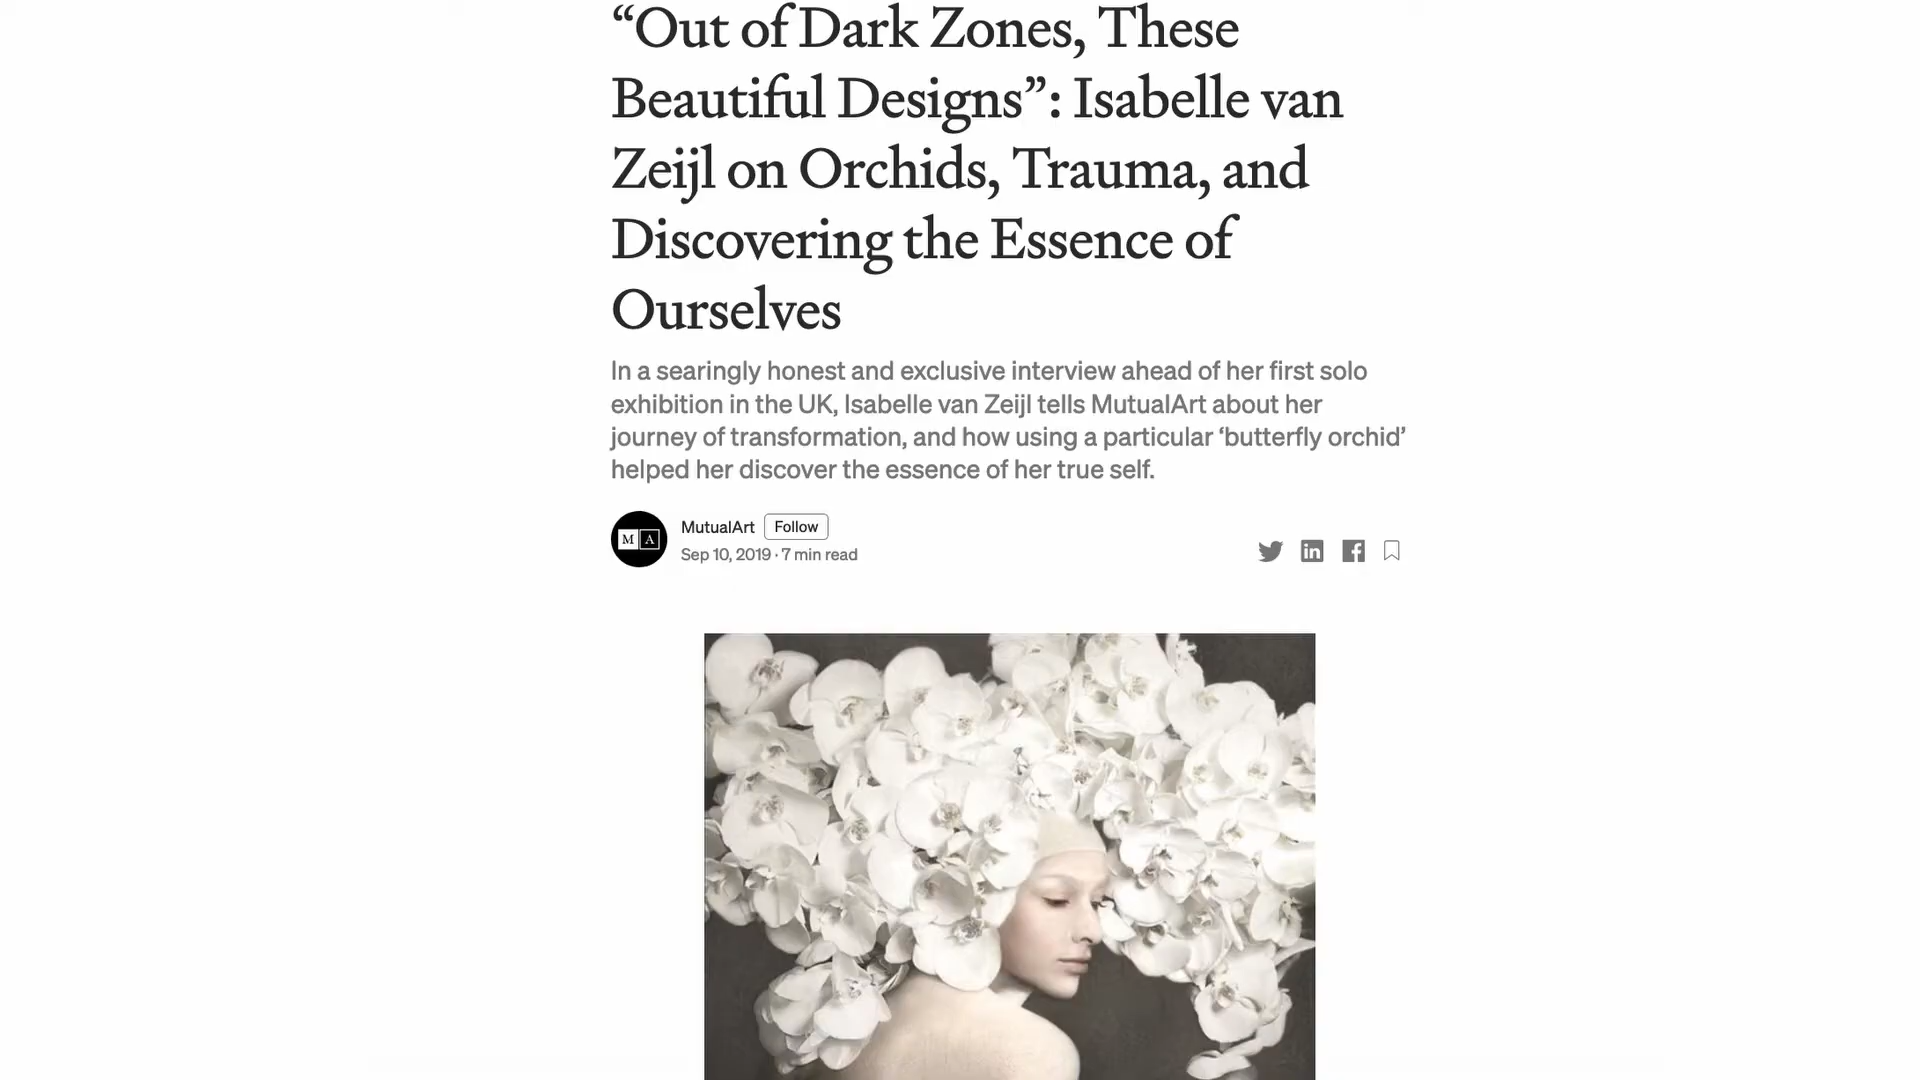 “Out of Dark Zones, These
Beautiful Designs”: Isabelle van
Zeijl on Orchids, Trauma, and
Discovering the Essence of
Ourselves
In a searingly honest and exclusive interview ahead of her first solo
exhibition in the UK, Isabelle van Zeijl tells MutualArt about her
journey of transformation, and how using a particular ‘butterfly orchid’
helped her discover the essence of her true self.
M A
MutualArt Follow
Sep 10, 2019 · 7 min read